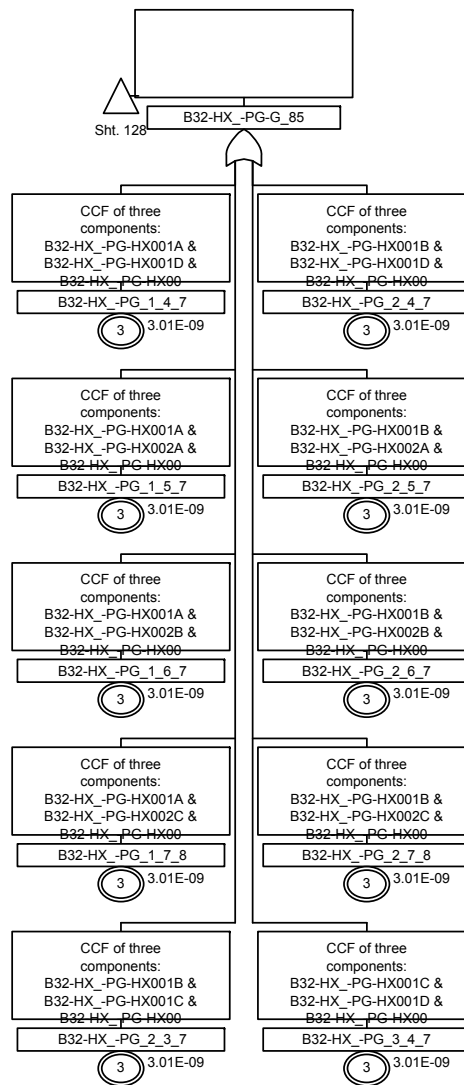 B32-HX_-PG-G_85
Sht. 128
CCF of three
components:
B32-HX_-PG-HX001A &
B32-HX_-PG-HX001D &
B32-HX_-PG-HX00
B32-HX_-PG_1_4_7
3
3.01E-09
CCF of three
components:
B32-HX_-PG-HX001B &
B32-HX_-PG-HX001D &
B32-HX_-PG-HX00
B32-HX_-PG_2_4_7
3
3.01E-09
CCF of three
components:
B32-HX_-PG-HX001A &
B32-HX_-PG-HX002A &
B32-HX_-PG-HX00
B32-HX_-PG_1_5_7
3
3.01E-09
CCF of three
components:
B32-HX_-PG-HX001B &
B32-HX_-PG-HX002A &
B32-HX_-PG-HX00
B32-HX_-PG_2_5_7
3
3.01E-09
CCF of three
components:
B32-HX_-PG-HX001A &
B32-HX_-PG-HX002B &
B32-HX_-PG-HX00
B32-HX_-PG_1_6_7
3
3.01E-09
CCF of three
components:
B32-HX_-PG-HX001B &
B32-HX_-PG-HX002B &
B32-HX_-PG-HX00
B32-HX_-PG_2_6_7
3
3.01E-09
CCF of three
components:
B32-HX_-PG-HX001A &
B32-HX_-PG-HX002C &
B32-HX_-PG-HX00
B32-HX_-PG_1_7_8
3
3.01E-09
CCF of three
components:
B32-HX_-PG-HX001B &
B32-HX_-PG-HX002C &
B32-HX_-PG-HX00
B32-HX_-PG_2_7_8
3
3.01E-09
CCF of three
components:
B32-HX_-PG-HX001B &
B32-HX_-PG-HX001C &
B32-HX_-PG-HX00
B32-HX_-PG_2_3_7
3
3.01E-09
CCF of three
components:
B32-HX_-PG-HX001C &
B32-HX_-PG-HX001D &
B32-HX_-PG-HX00
B32-HX_-PG_3_4_7
3
3.01E-09